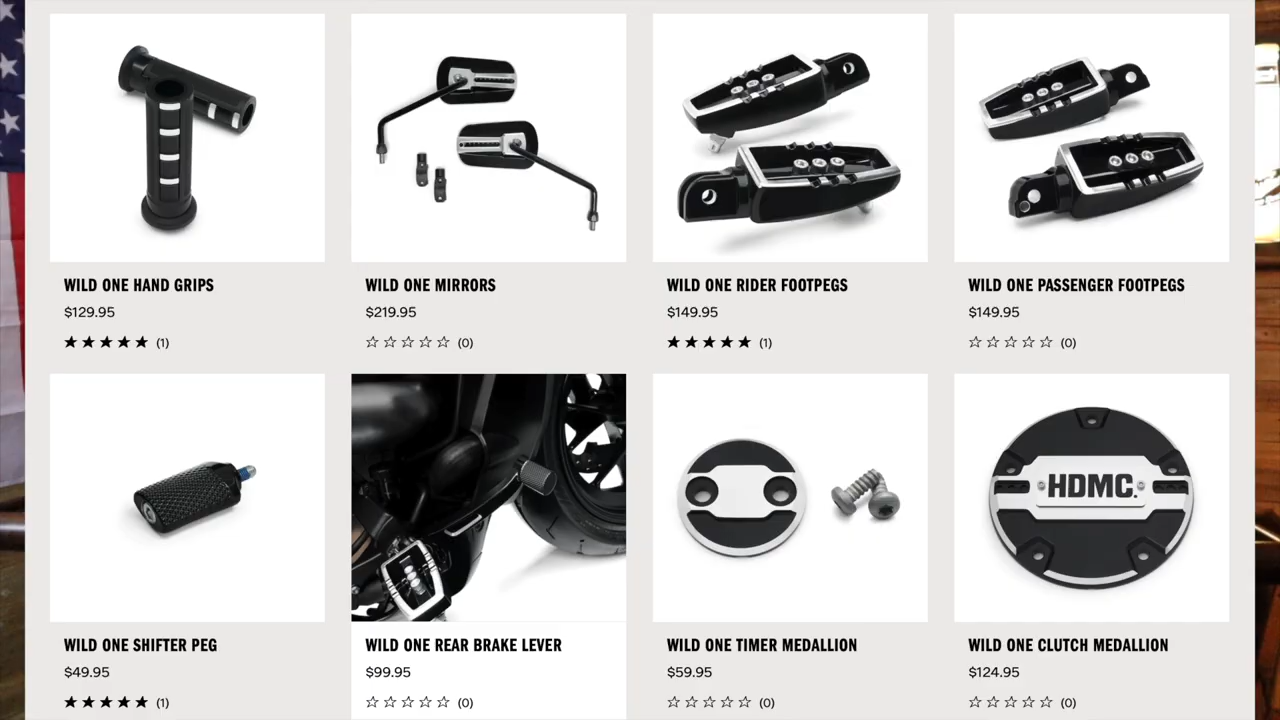 WILD ONE HAND GRIPS
$129.95
(1)
WILD ONE MIRRORS
$219.95
(0)
WILD ONE RIDER FOOTPEGS
$149.95
(1)
WILD ONE PASSENGER FOOTPEGS
$149.95
(0)
HDMC.
WILD ONE SHIFTER PEG
$49.95
(1)
WILD ONE REAR BRAKE LEVER
$99.95
(0)
WILD ONE TIMER MEDALLION
$59.95
(0)
WILD ONE CLUTCH MEDALLION
$124.95
(0)